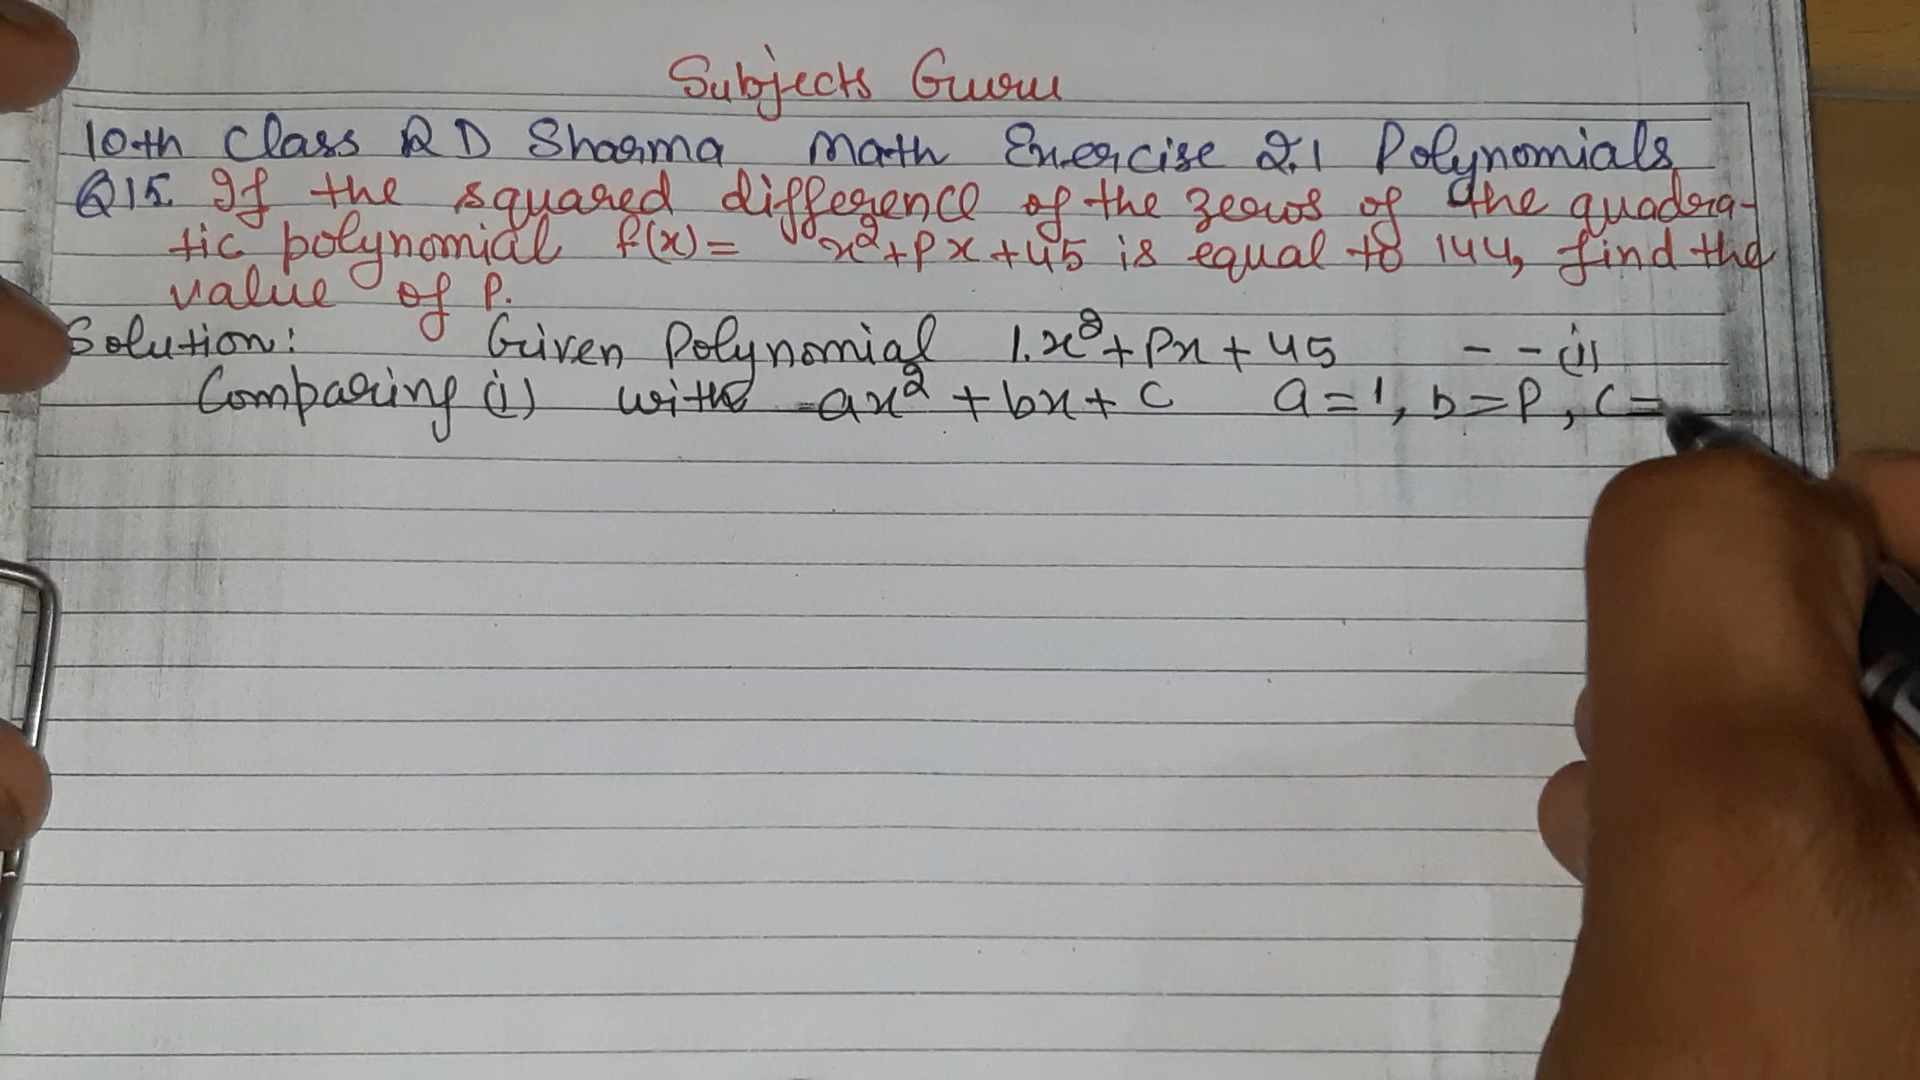 Subjects Guru
10th Class RD Sharma Math Exercise 2.1 Polynomials
Q15. If the squared difference of the zeros of the quadra-
tic polynomial f(x) = x²+px+45 is equal to 144, find the
value of p.
Solution: Given Polynomial 1.x²+px+45 - - (i)
Comparing (i) with ax²+bx+c a=1, b=p, c=